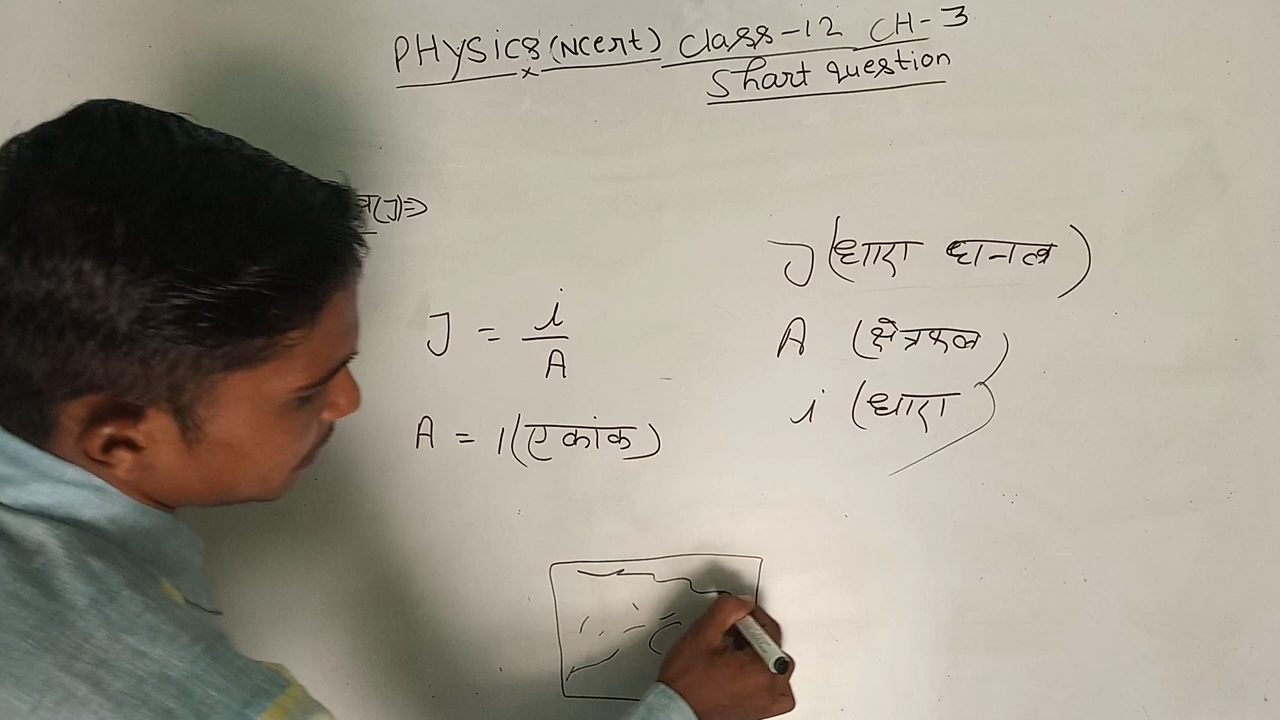 PHysics (Ncert) Class-12 CH-3
Short question
(J)⇒
J = i/A
A = 1(एकांक)
J (धारा घनत्व)
A (क्षेत्रफल)
i (धारा)